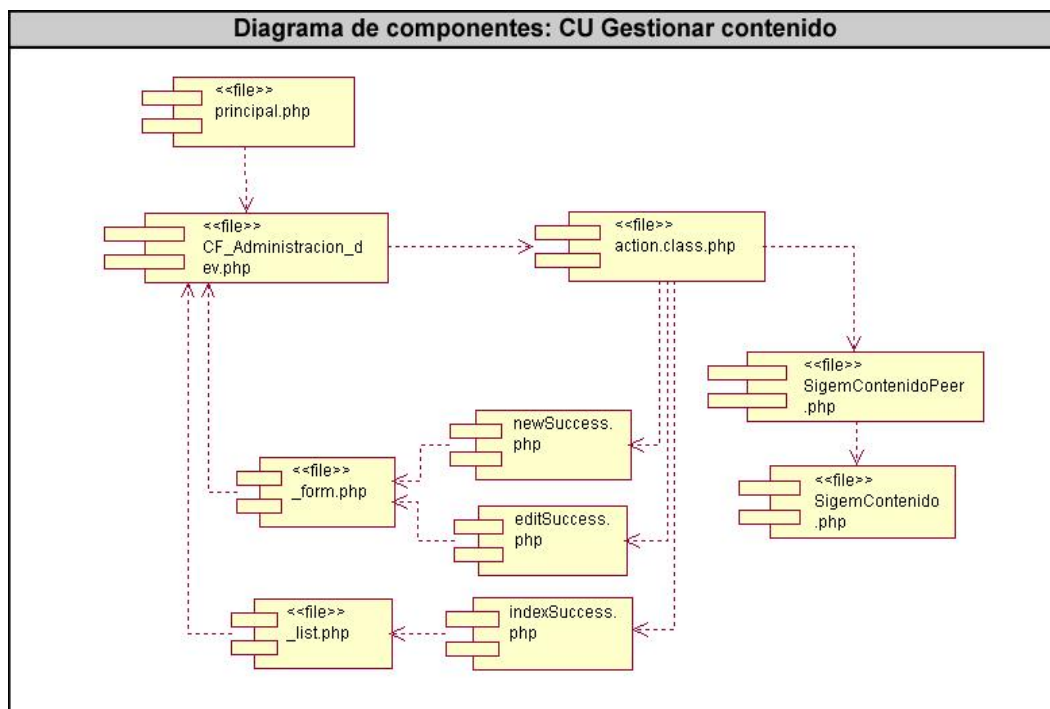 Diagrama de componentes: CU Gestionar contenido
<<file>>
principal.php
<<file>>
CF_Administracion_d
ev.php
<<file>>
action.class.php
<<file>>
SigemContenidoPeer
.php
newSuccess.
php
<<file>>
_form.php
<<file>>
SigemContenido
.php
editSuccess.
php
<<file>>
_list.php
indexSuccess.
php